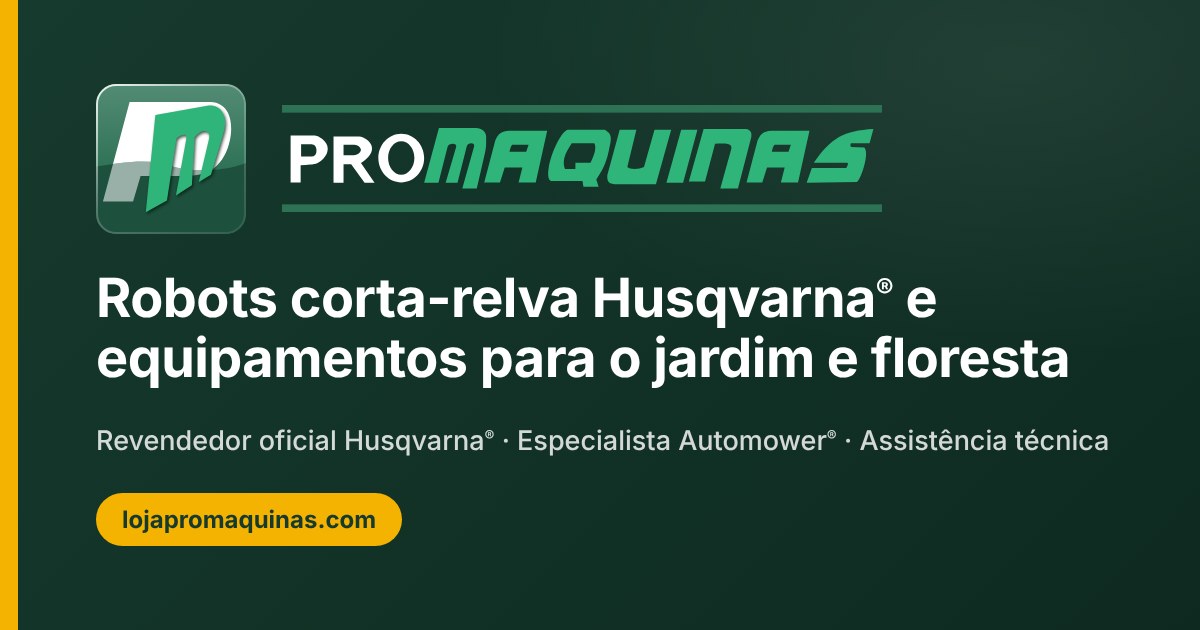 PROMAQUINAS
Robots corta-relva Husqvarna® e
equipamentos para o jardim e floresta
Revendedor oficial Husqvarna® · Especialista Automower® · Assistência técnica
lojapromaquinas.com